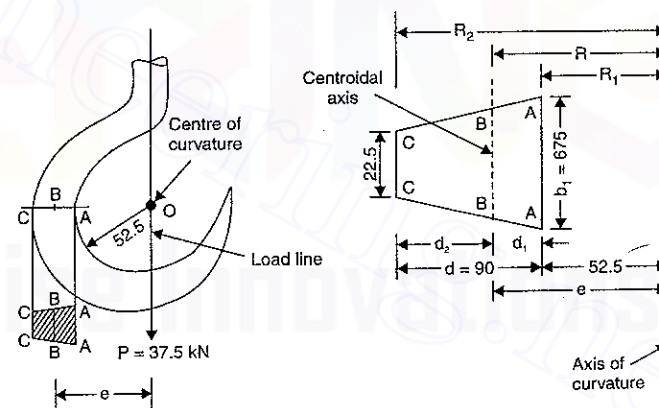 Centre of
curvature
B
C
A
O
52.5
Load line
C
B
A
C
B
A
P = 37.5 kN
e
R₂
R
R₁
Centroidal
axis
B
A
C
22.5
b₁ = 675
C
B
A
d₂
d₁
d = 90
52.5
e
Axis of
curvature